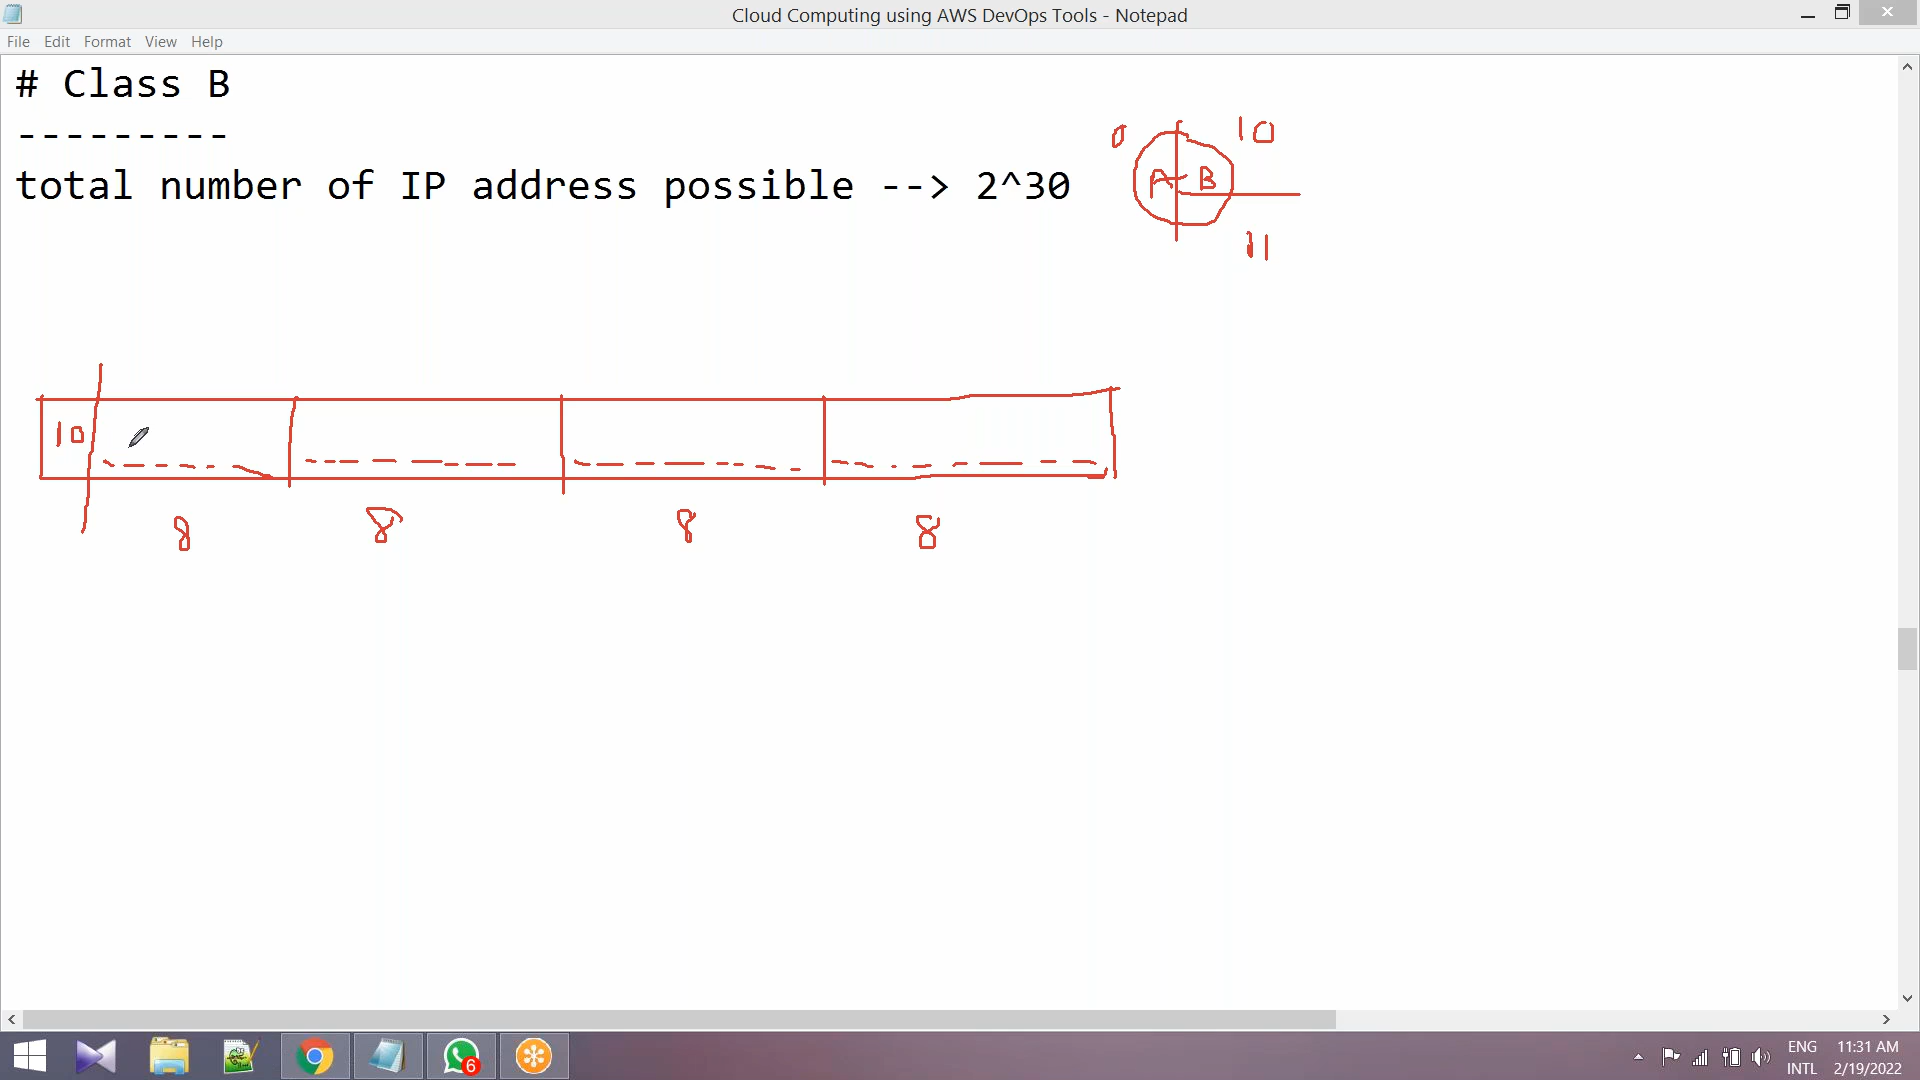 Cloud Computing using AWS DevOps Tools - Notepad
File Edit Format View Help
# Class B
---------
total number of IP address possible --> 2^30
0 10
A B
11
10
8 8 8 8
6
ENG 11:31 AM
INTL 2/19/2022